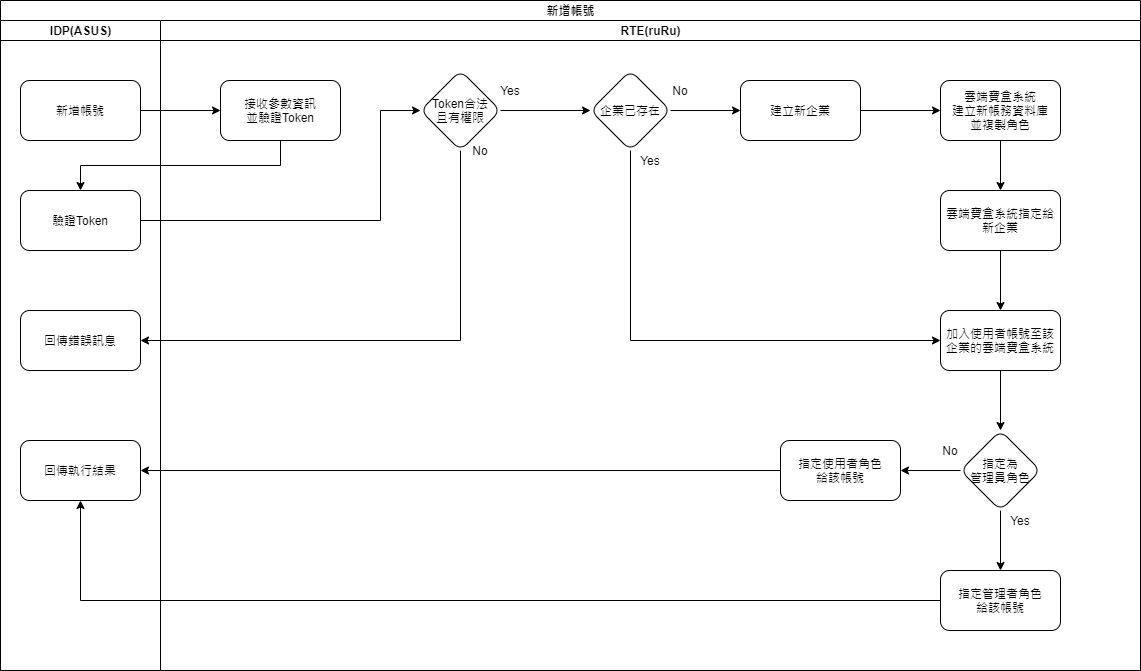 新增帳號
IDP(ASUS)
RTE(ruRu)
新增帳號
接收參數資訊
並驗證Token
Token合法
且有權限
Yes
No
企業已存在
No
Yes
建立新企業
雲端寶盒系統
建立新帳務資料庫
並複製角色
驗證Token
雲端寶盒系統指定給
新企業
回傳錯誤訊息
加入使用者帳號至該
企業的雲端寶盒系統
回傳執行結果
指定使用者角色
給該帳號
No
指定為
管理員角色
Yes
指定管理者角色
給該帳號